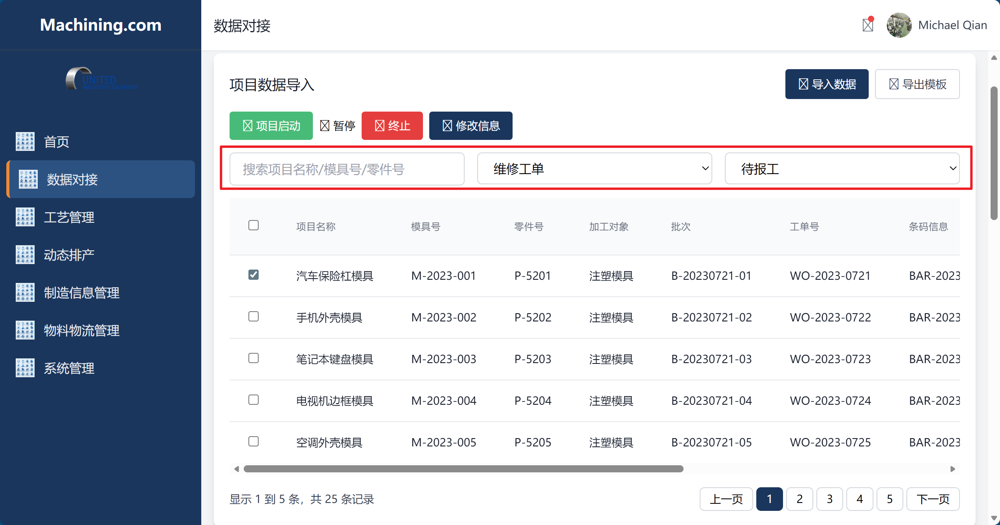 Machining.com
数据对接
Michael Qian
UNITED
MACHINING SOLUTIONS
首页
数据对接
工艺管理
动态排产
制造信息管理
物料物流管理
系统管理
项目数据导入
导入数据
导出模板
项目启动
暂停
终止
修改信息
搜索项目名称/模具号/零件号
维修工单
待报工
项目名称 模具号 零件号 加工对象 批次 工单号 条码信息
汽车保险杠模具 M-2023-001 P-5201 注塑模具 B-20230721-01 WO-2023-0721 BAR-2023
手机外壳模具 M-2023-002 P-5202 注塑模具 B-20230721-02 WO-2023-0722 BAR-2023
笔记本键盘模具 M-2023-003 P-5203 注塑模具 B-20230721-03 WO-2023-0723 BAR-2023
电视机边框模具 M-2023-004 P-5204 注塑模具 B-20230721-04 WO-2023-0724 BAR-2023
空调外壳模具 M-2023-005 P-5205 注塑模具 B-20230721-05 WO-2023-0725 BAR-2023
显示 1 到 5 条，共 25 条记录
上一页 1 2 3 4 5 下一页